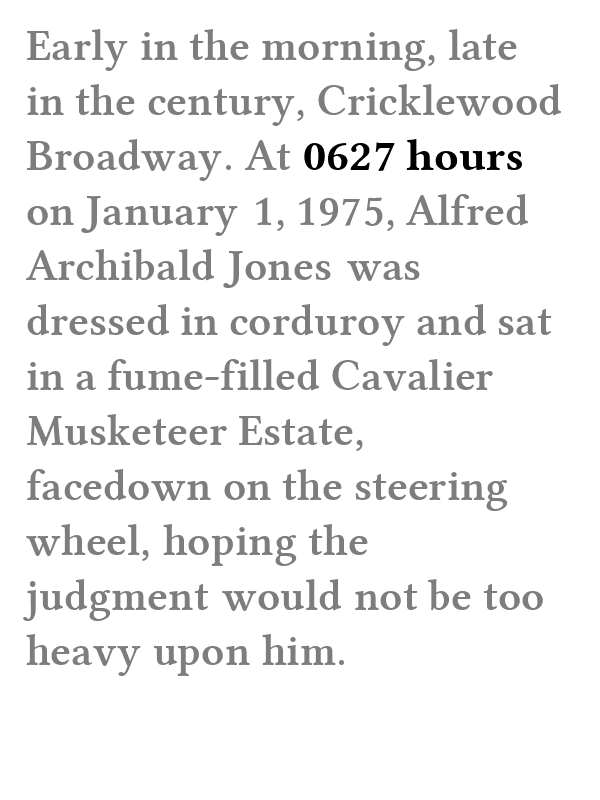 Early in the morning, late
in the century, Cricklewood
Broadway. At 0627 hours
on January 1, 1975, Alfred
Archibald Jones was
dressed in corduroy and sat
in a fume-filled Cavalier
Musketeer Estate,
facedown on the steering
wheel, hoping the
judgment would not be too
heavy upon him.